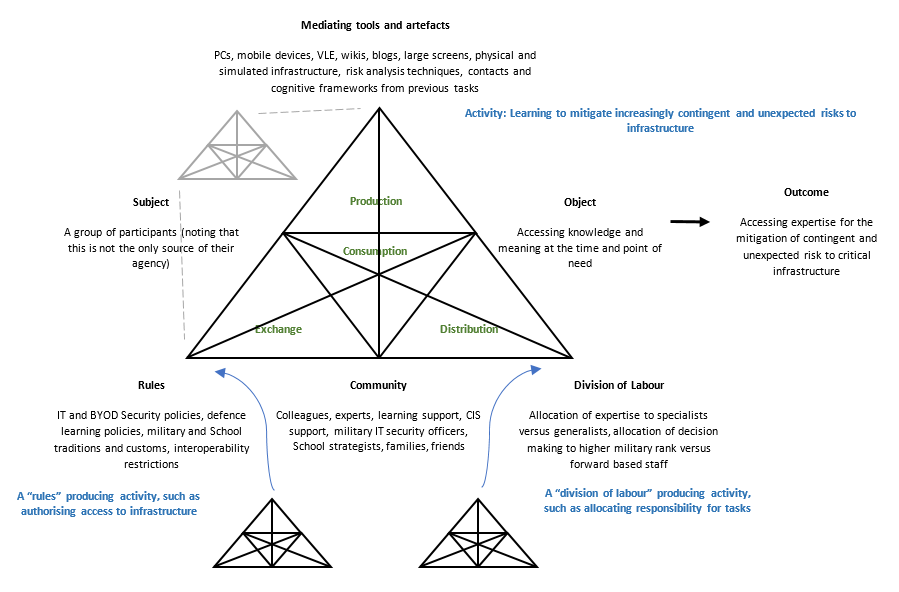 Mediating tools and artefacts
PCs, mobile devices, VLE, wikis, blogs, large screens, physical and
simulated infrastructure, risk analysis techniques, contacts and
cognitive frameworks from previous tasks
Activity: Learning to mitigate increasingly contingent and unexpected risks to
infrastructure
Production
Consumption
Exchange
Distribution
Subject
A group of participants (noting that
this is not the only source of their
agency)
Object
Accessing knowledge and
meaning at the time and point of
need
Outcome
Accessing expertise for the
mitigation of contingent and
unexpected risk to critical
infrastructure
Rules
IT and BYOD Security policies, defence
learning policies, military and School
traditions and customs, interoperability
restrictions
Community
Colleagues, experts, learning support, CIS
support, military IT security officers,
School strategists, families, friends
Division of Labour
Allocation of expertise to specialists
versus generalists, allocation of decision
making to higher military rank versus
forward based staff
A “rules” producing activity, such as
authorising access to infrastructure
A “division of labour” producing activity,
such as allocating responsibility for tasks